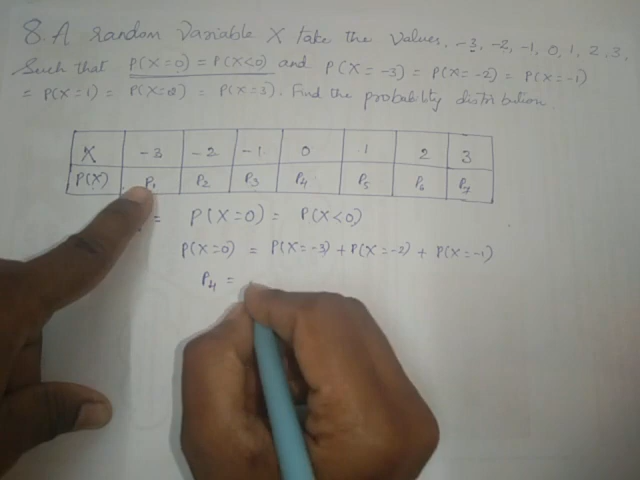 8. A random variable X take the values, -3, -2, -1, 0, 1, 2, 3,
Such that P(X=0) = P(X<0) and P(X=-3) = P(X=-2) = P(X=-1)
= P(X=1) = P(X=2) = P(X=3). Find the probability distribution.
X -3 -2 -1 0 1 2 3
P(X) P1 P2 P3 P4 P5 P6 P7
= P(X=0) = P(X<0)
P(X=0) = P(X=-3) + P(X=-2) + P(X=-1)
P4 =